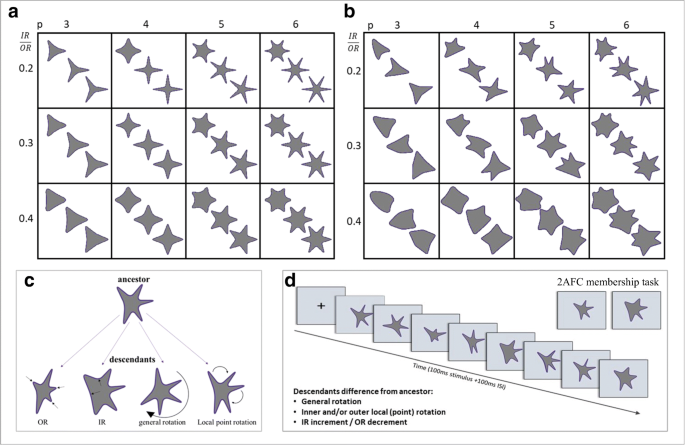 a
p 3 4 5 6
IR
OR
0.2
0.3
0.4
b
p 3 4 5 6
IR
OR
0.2
0.3
0.4
c
ancestor
descendants
OR IR general rotation Local point rotation
d
2AFC membership task
+
Time (100ms stimulus +100ms ISI)
Descendants difference from ancestor:
• General rotation
• Inner and/or outer local (point) rotation
• IR increment / OR decrement